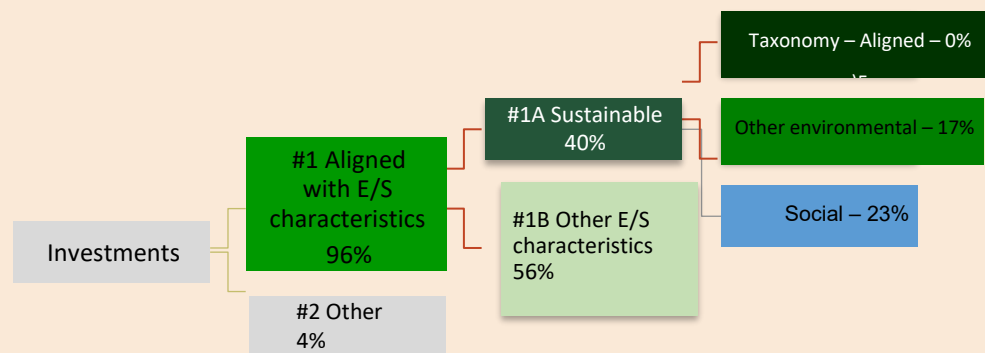 Taxonomy – Aligned – 0%
#1A Sustainable
40%
Other environmental – 17%
#1 Aligned
with E/S
characteristics
96%
#1B Other E/S
characteristics
56%
Social – 23%
Investments
#2 Other
4%